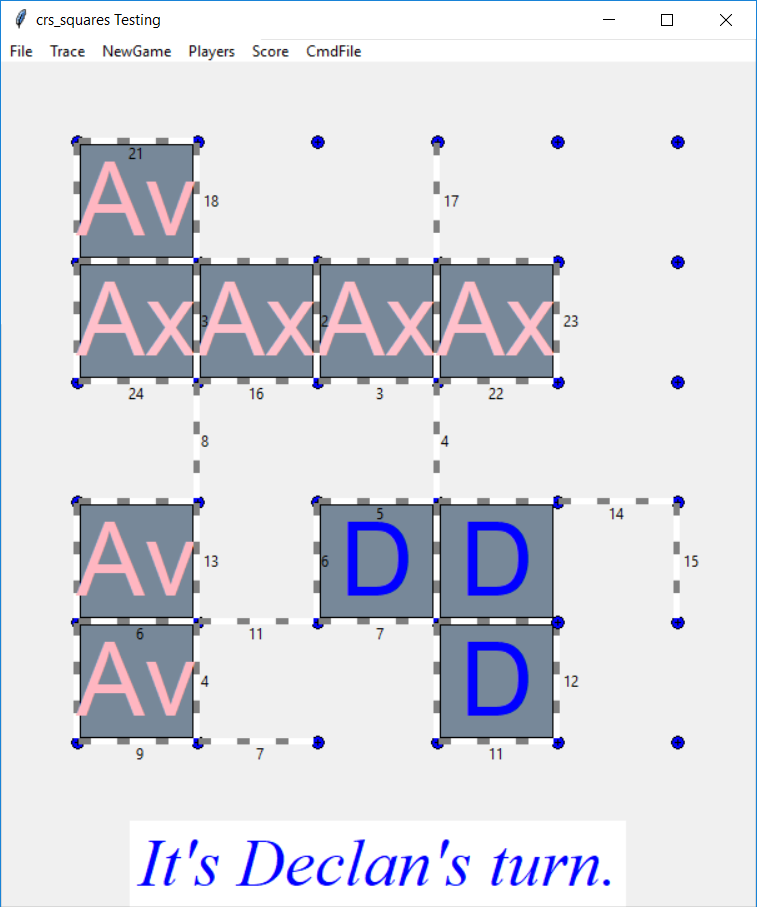 crs_squares Testing
File Trace NewGame Players Score CmdFile
21
Av
18
17
Ax 3 Ax 2 Ax Ax 23
24 16 3 22
8 4
5 14
Av 13 6 D D 15
6 11 7
Av 4 D 12
9 7 11
It's Declan's turn.